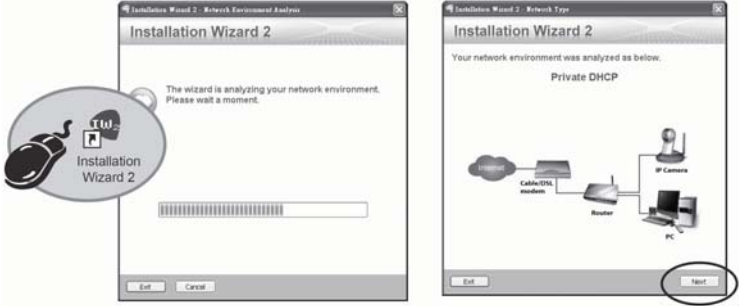 Installation Wizard 2 - Network Environment Analysis
Installation Wizard 2
The wizard is analyzing your network environment.
Please wait a moment.
IW2
Installation
Wizard 2
Exit
Cancel
Installation Wizard 2 - Network Type
Installation Wizard 2
Your network environment was analyzed as below.
Private DHCP
Internet
Cable/DSL
modem
Router
IP Camera
PC
Exit
Next